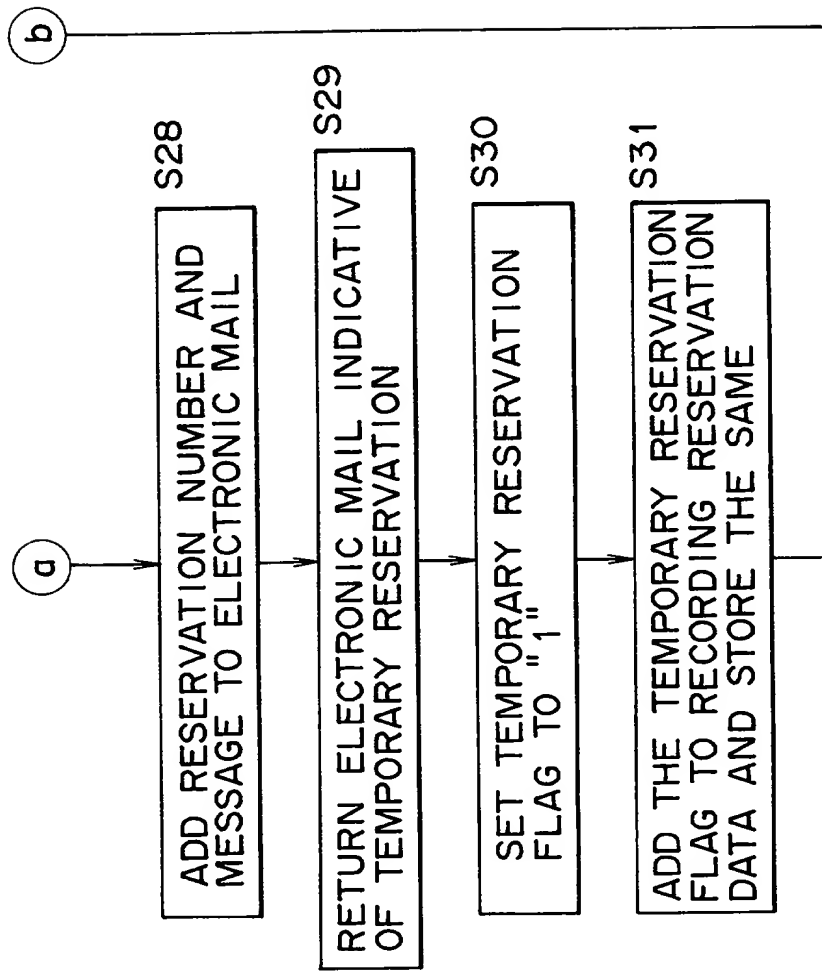 a
b
S28
ADD RESERVATION NUMBER AND
MESSAGE TO ELECTRONIC MAIL
S29
RETURN ELECTRONIC MAIL INDICATIVE
OF TEMPORARY RESERVATION
S30
SET TEMPORARY RESERVATION
FLAG TO "1"
S31
ADD THE TEMPORARY RESERVATION
FLAG TO RECORDING RESERVATION
DATA AND STORE THE SAME